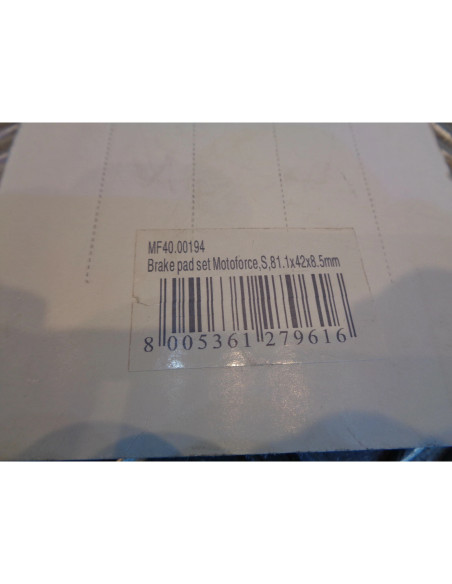 MF40.00194
Brake pad set Motoforce,S,81.1x42x8.5mm
8 005361 279616